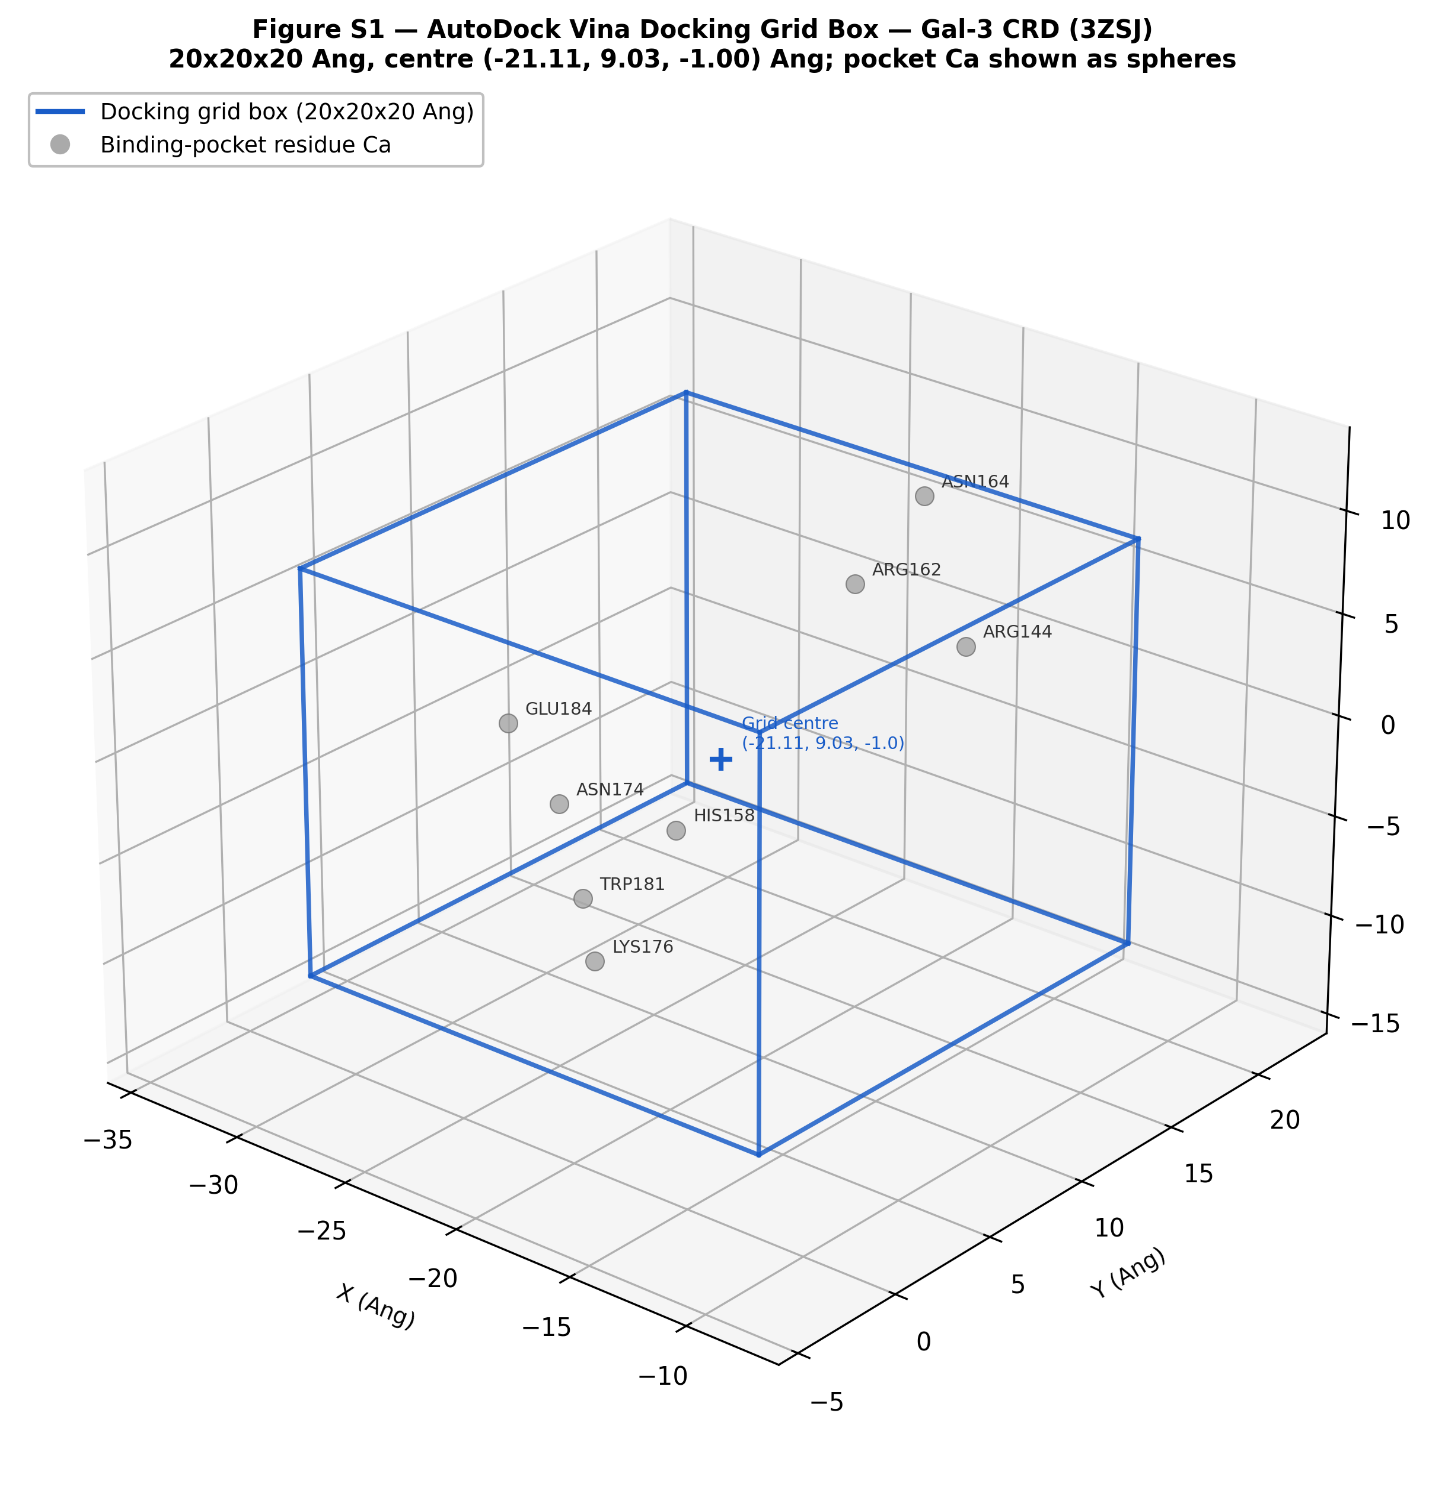 Figure S1 — AutoDock Vina Docking Grid Box — Gal-3 CRD (3ZSJ)
20x20x20 Ang, centre (-21.11, 9.03, -1.00) Ang; pocket Ca shown as spheres
Docking grid box (20x20x20 Ang)
Binding-pocket residue Ca
ASN164
ARG162
ARG144
GLU184
Grid centre
(-21.11, 9.03, -1.0)
ASN174
HIS158
TRP181
LYS176
10
5
0
−5
−10
−15
−35
−30
−25
−20
−15
−10
X (Ang)
−5
0
5
10
15
20
Y (Ang)